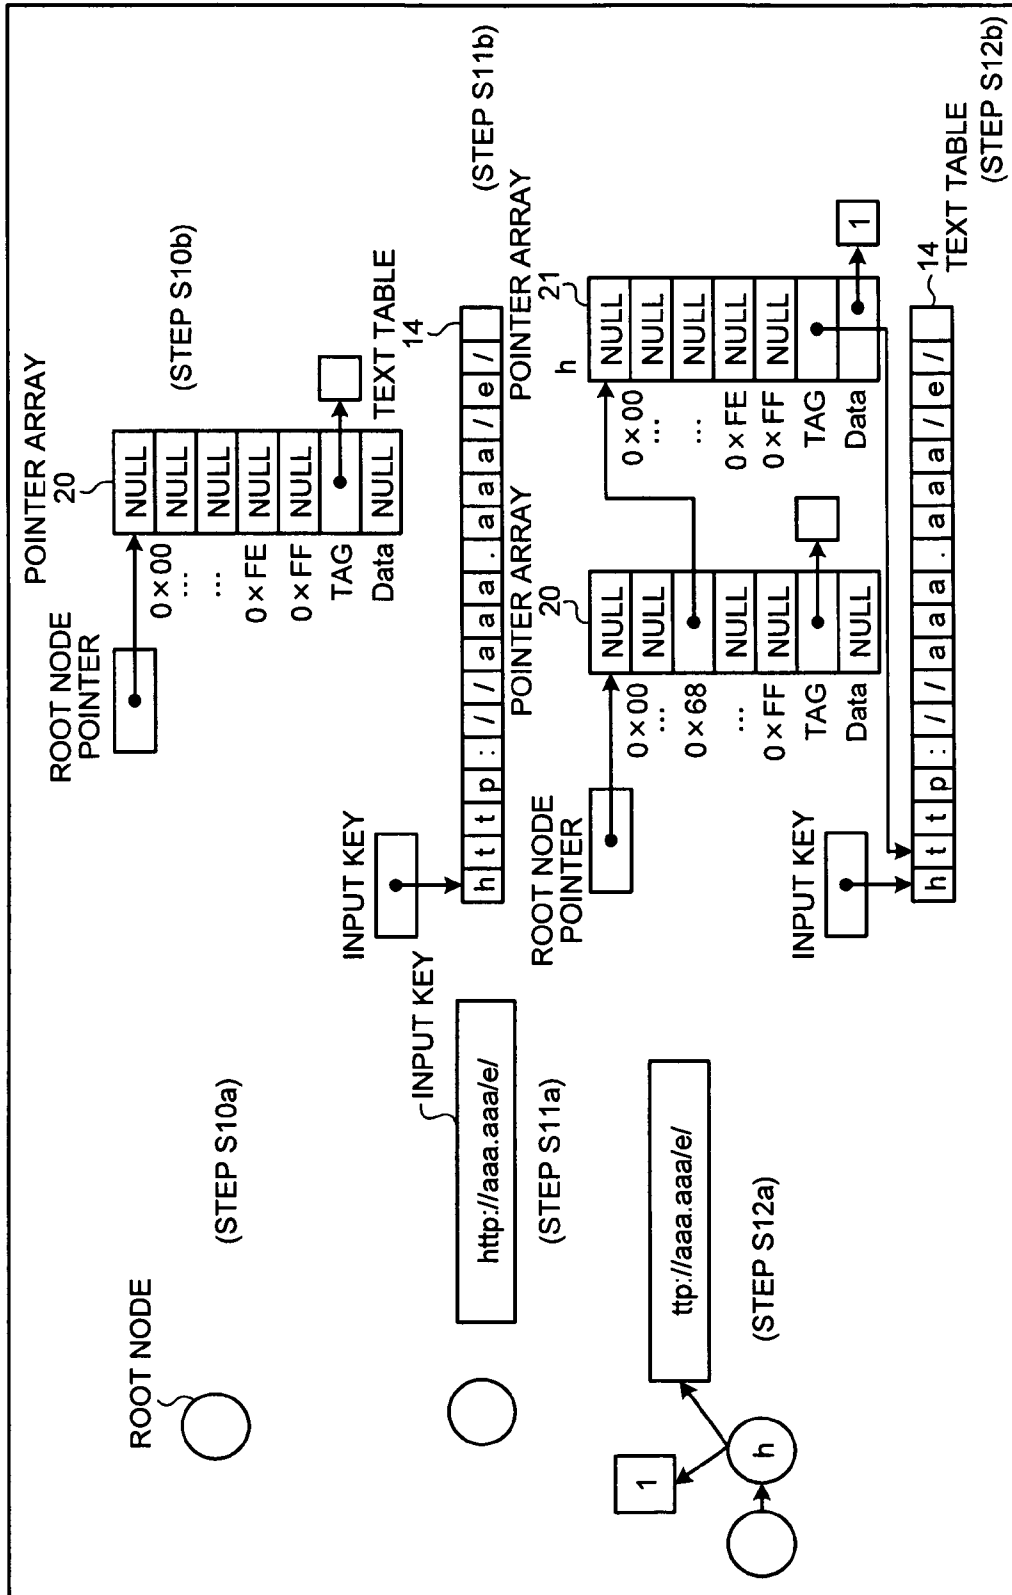 ROOT NODE
(STEP S10a)
ROOT NODE
POINTER
POINTER ARRAY
20
0×00
NULL
...
NULL
...
NULL
0×FE
NULL
0×FF
NULL
TAG
Data
NULL
(STEP S10b)
INPUT KEY
http://aaa.aaa/e/
(STEP S11a)
INPUT KEY
TEXT TABLE
14
h t t p : / / a a a . a a a / e /
(STEP S11b)
1
h
ttp://aaa.aaa/e/
(STEP S12a)
ROOT NODE
POINTER
POINTER ARRAY
20
0×00
NULL
...
NULL
0×68
...
NULL
0×FF
NULL
TAG
Data
NULL
POINTER ARRAY
h
21
0×00
NULL
...
NULL
...
NULL
0×FE
NULL
0×FF
NULL
TAG
Data
1
INPUT KEY
h t t p : / / a a a . a a a / e /
14
TEXT TABLE
(STEP S12b)